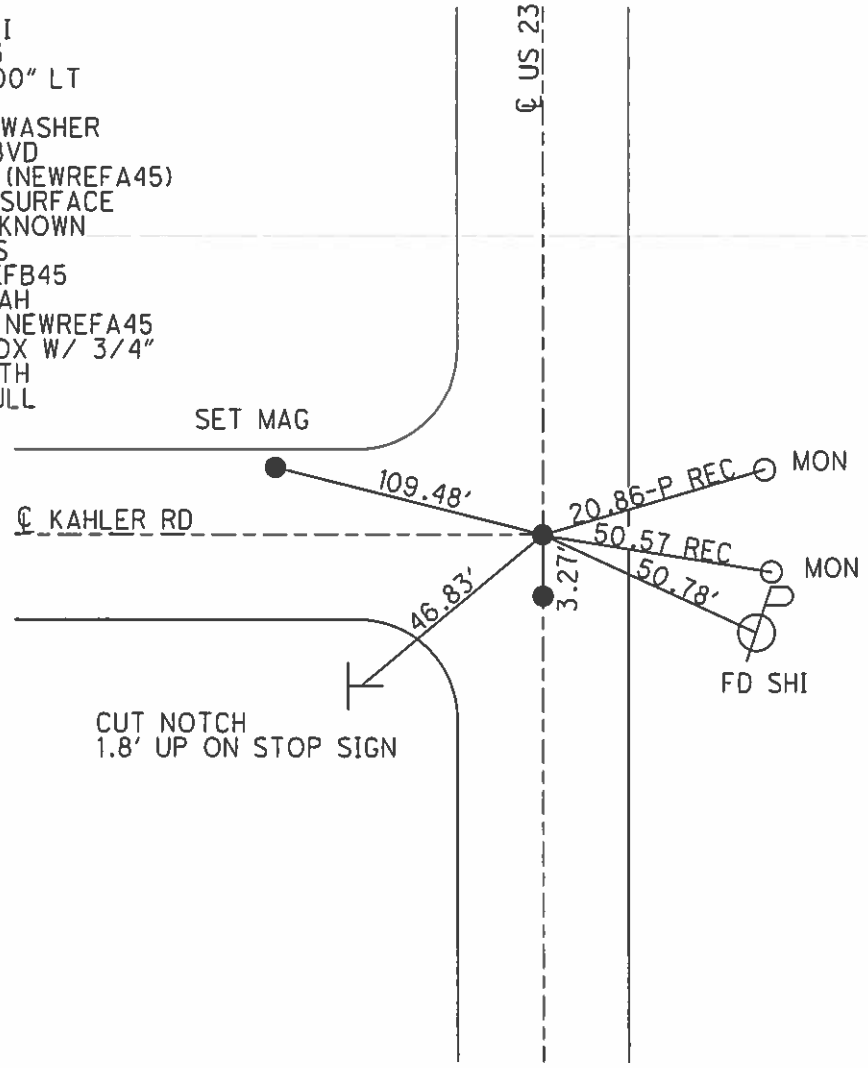 I
00" LT
WASHER
BVD
(NEWREFA45)
SURFACE
KNOWN
S
FB45
AH
NEWREFA45
OX W/ 3/4"
TH
ULL
℄ US 23
SET MAG
109.48'
20.86-P REC
MON
℄ KAHLER RD
50.57 REC
MON
50.78'
3.27'
46.83'
P
FD SHI
CUT NOTCH
1.8' UP ON STOP SIGN